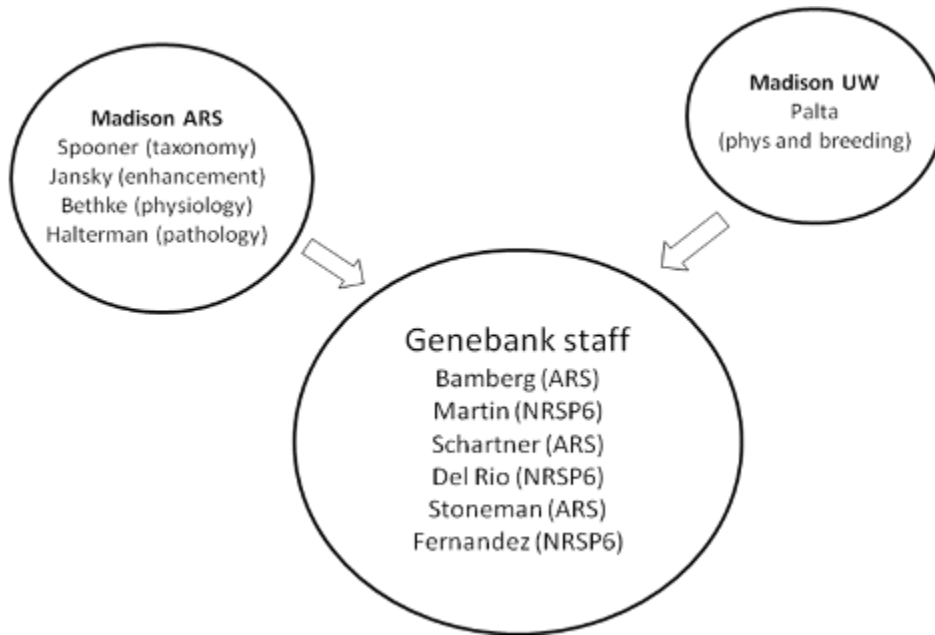 Madison ARS
Spooner (taxonomy)
Jansky (enhancement)
Bethke (physiology)
Halterman (pathology)
Madison UW
Palta
(phys and breeding)
Genebank staff
Bamberg (ARS)
Martin (NRSP6)
Schartner (ARS)
Del Rio (NRSP6)
Stoneman (ARS)
Fernandez (NRSP6)